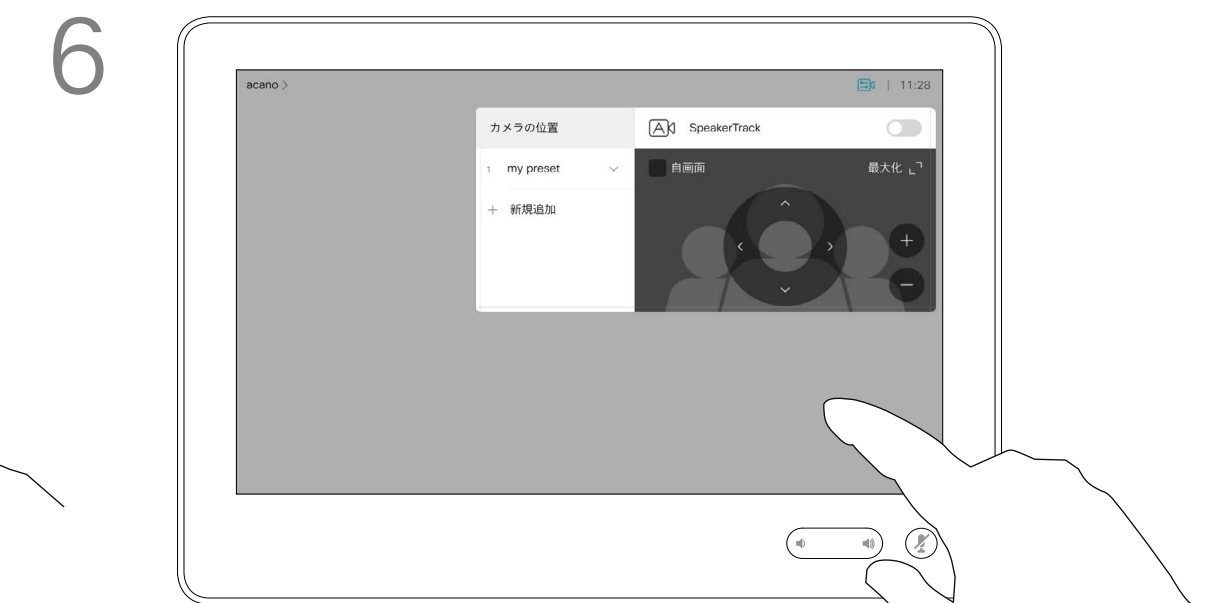 6
acano >
11:28
カメラの位置
SpeakerTrack
1 my preset
自画面
最大化
+ 新規追加